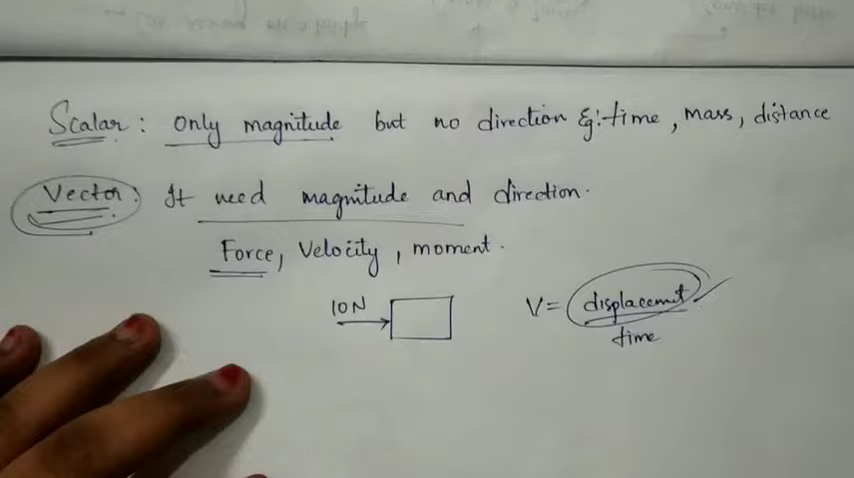 Scalar: Only magnitude but no direction Eg: time, mass, distance
Vector: It need magnitude and direction.
Force, Velocity, moment.
10N
V = displacemnt
time